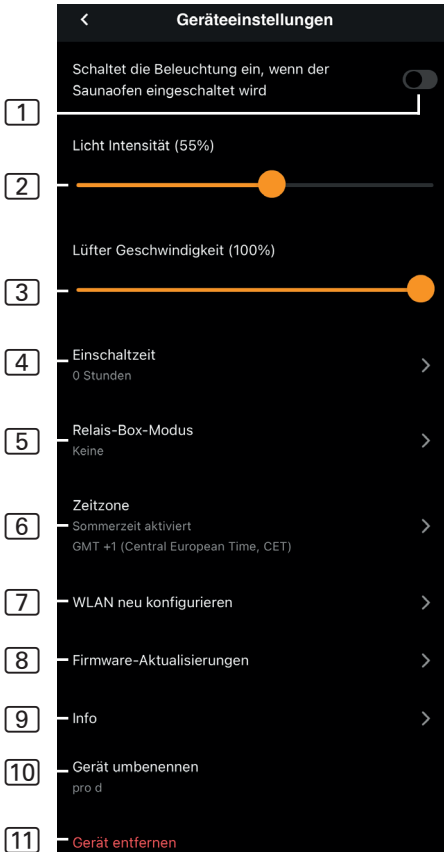 Geräteeinstellungen
Schaltet die Beleuchtung ein, wenn der
Saunaofen eingeschaltet wird
1
Licht Intensität (55%)
2
Lüfter Geschwindigkeit (100%)
3
4
Einschaltzeit
0 Stunden
5
Relais-Box-Modus
Keine
6
Zeitzone
Sommerzeit aktiviert
GMT +1 (Central European Time, CET)
7
WLAN neu konfigurieren
8
Firmware-Aktualisierungen
9
Info
10
Gerät umbenennen
pro d
11
Gerät entfernen